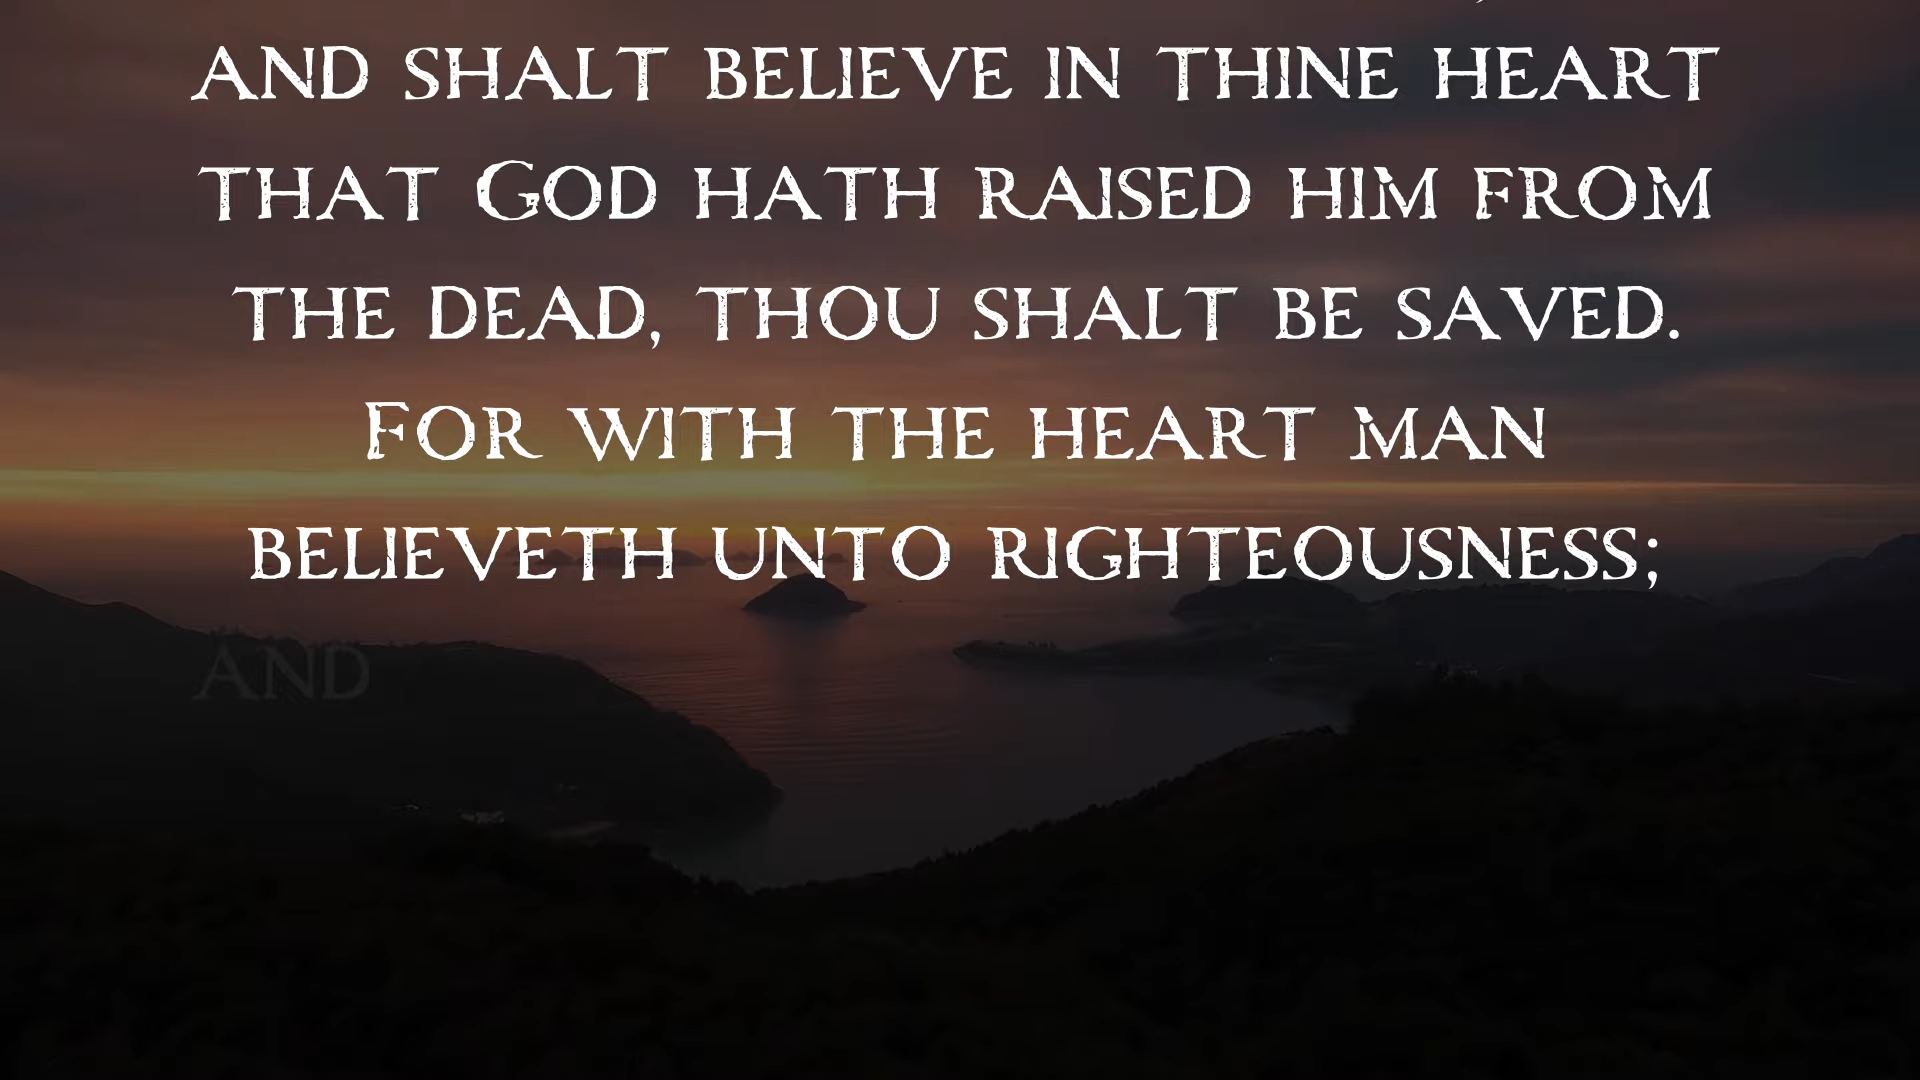 AND SHALT BELIEVE IN THINE HEART
THAT GOD HATH RAISED HIM FROM
THE DEAD, THOU SHALT BE SAVED.
FOR WITH THE HEART MAN
BELIEVETH UNTO RIGHTEOUSNESS;
AND